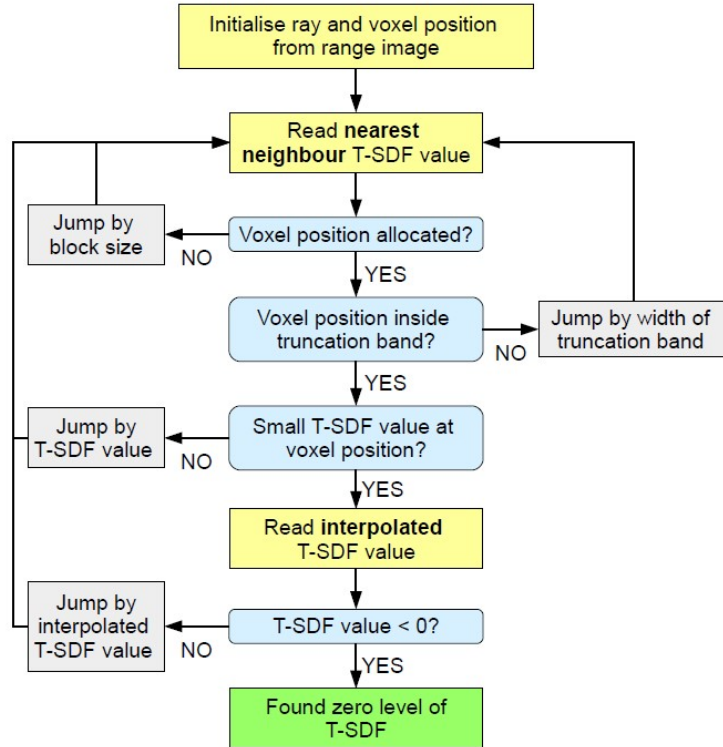 Initialise ray and voxel position
from range image
Read nearest
neighbour T-SDF value
Jump by
block size
NO
Voxel position allocated?
YES
Voxel position inside
truncation band?
NO
Jump by width of
truncation band
YES
Jump by
T-SDF value
NO
Small T-SDF value at
voxel position?
YES
Read interpolated
T-SDF value
Jump by
interpolated
T-SDF value
NO
T-SDF value < 0?
YES
Found zero level of
T-SDF